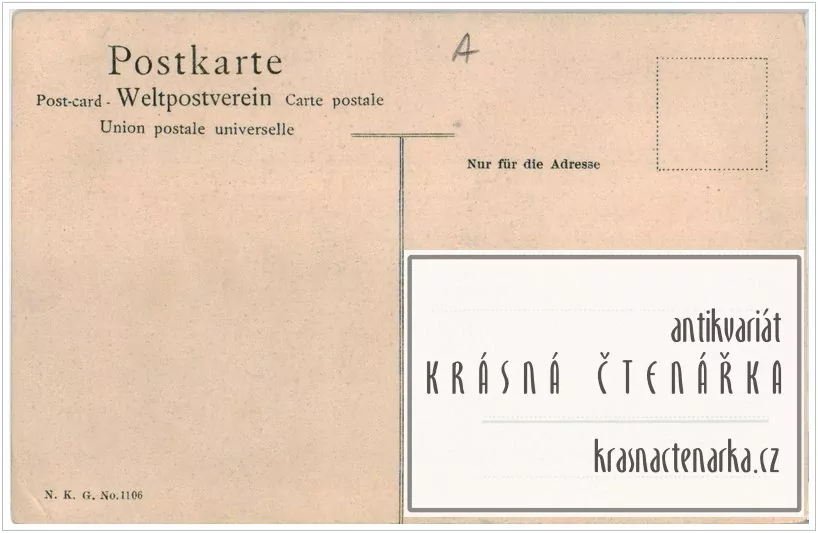 A
Postkarte
Post-card - Weltpostverein Carte postale
Union postale universelle
Nur für die Adresse
antikvariát
KRÁSNÁ ČTENÁŘKA
krasnactenarka.cz
N. K. G. No. 1106